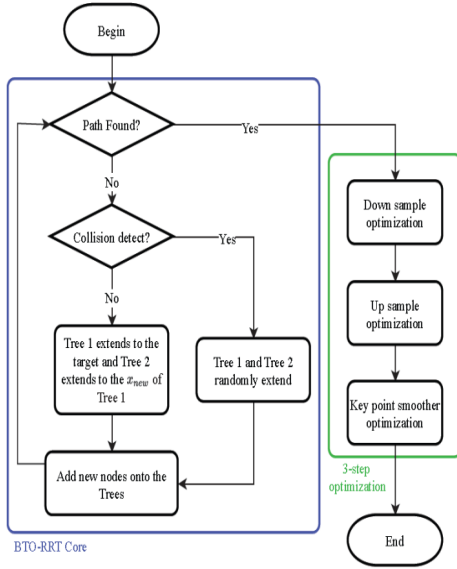 Begin
Path Found?
Yes
No
Collision detect?
Yes
No
Tree 1 extends to the
target and Tree 2
extends to the x_new of
Tree 1
Tree 1 and Tree 2
randomly extend
Add new nodes onto the
Trees
BTO-RRT Core
Down sample
optimization
Up sample
optimization
Key point smoother
optimization
3-step
optimization
End